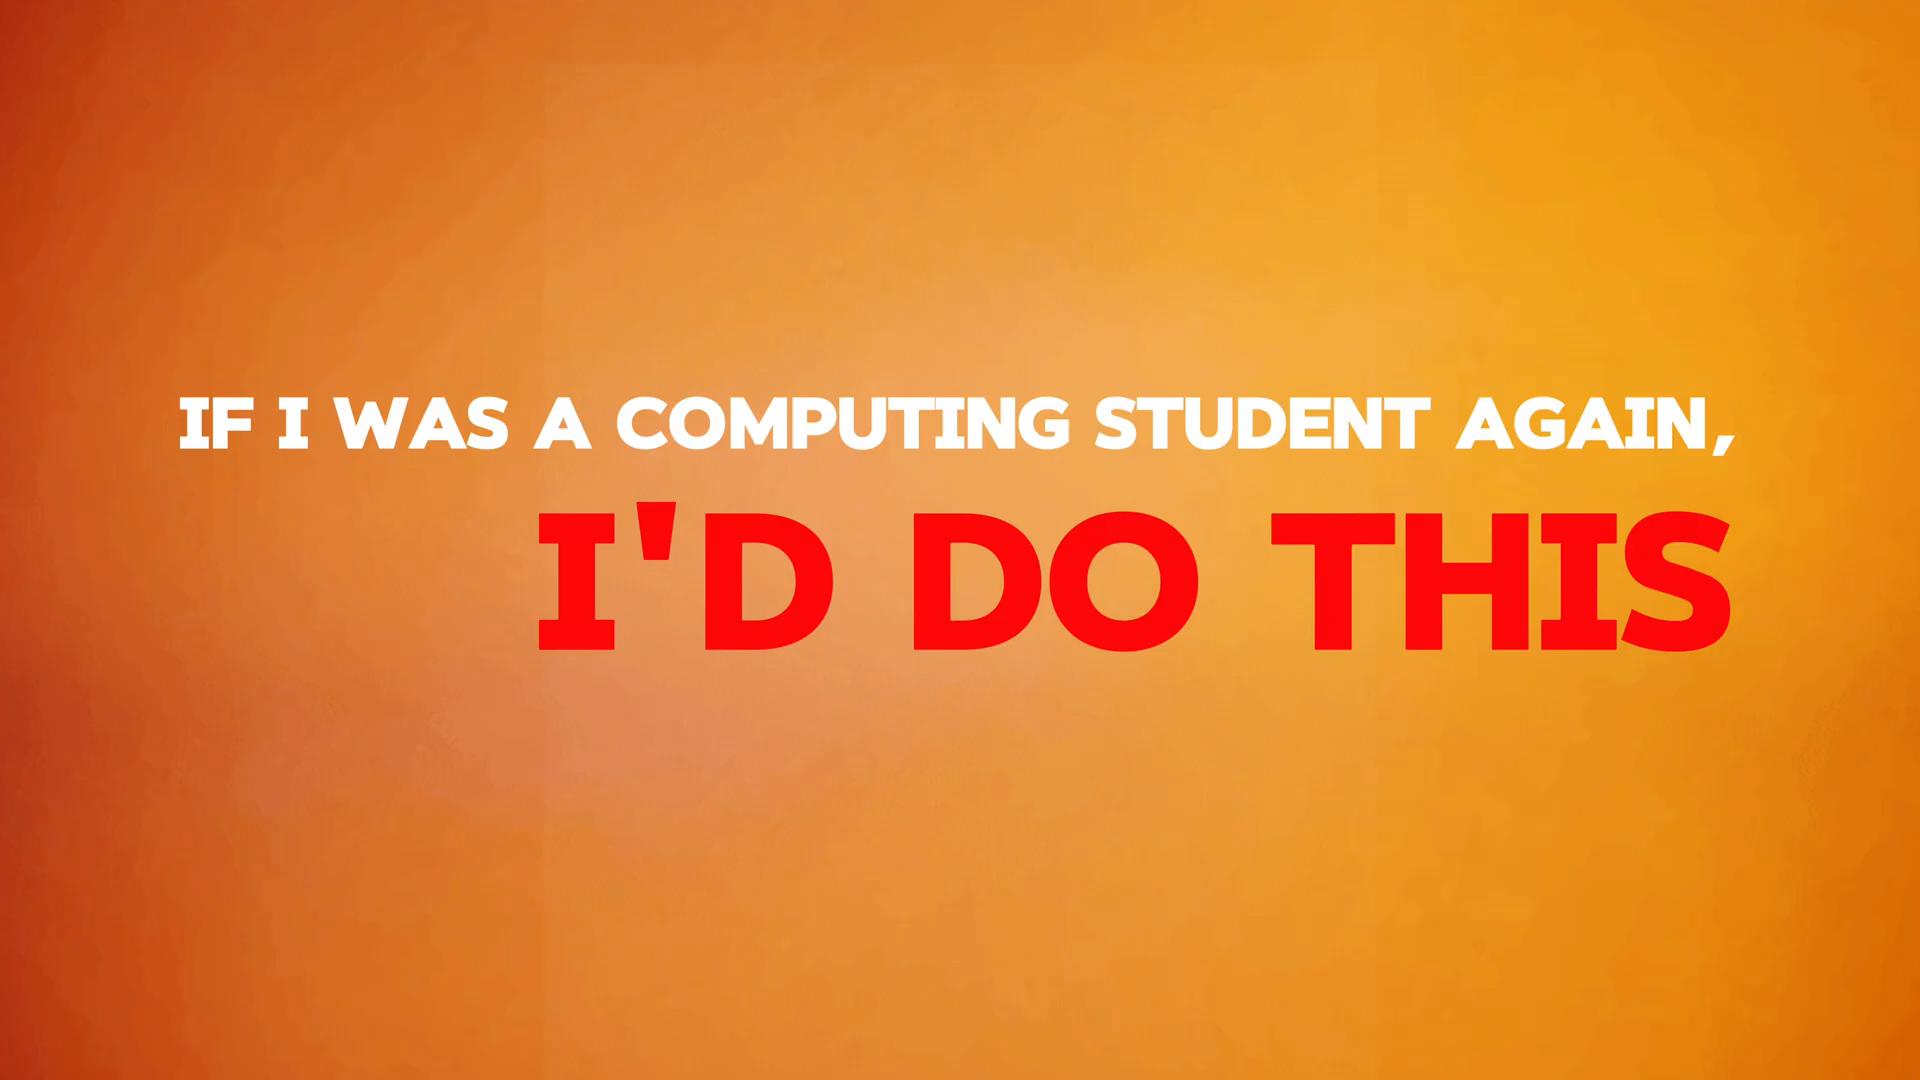 IF I WAS A COMPUTING STUDENT AGAIN,
I'D DO THIS